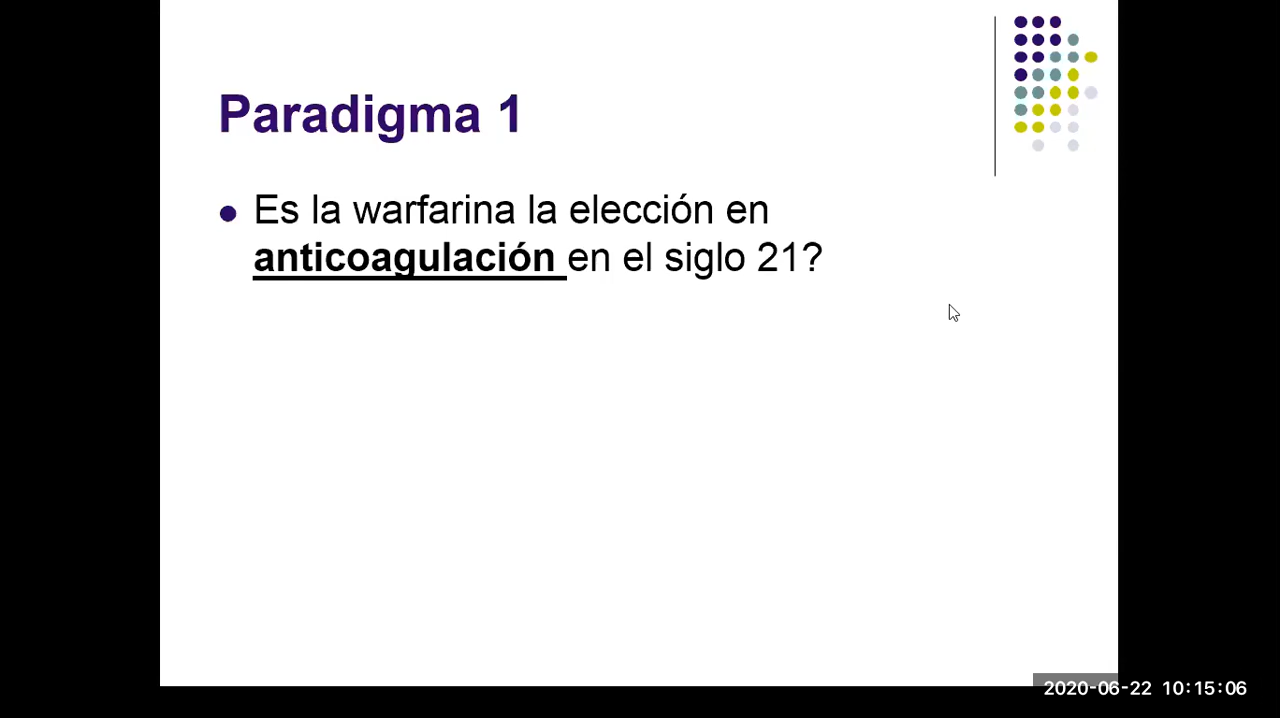 Paradigma 1
Es la warfarina la elección en
anticoagulación en el siglo 21?
2020-06-22 10:15:06